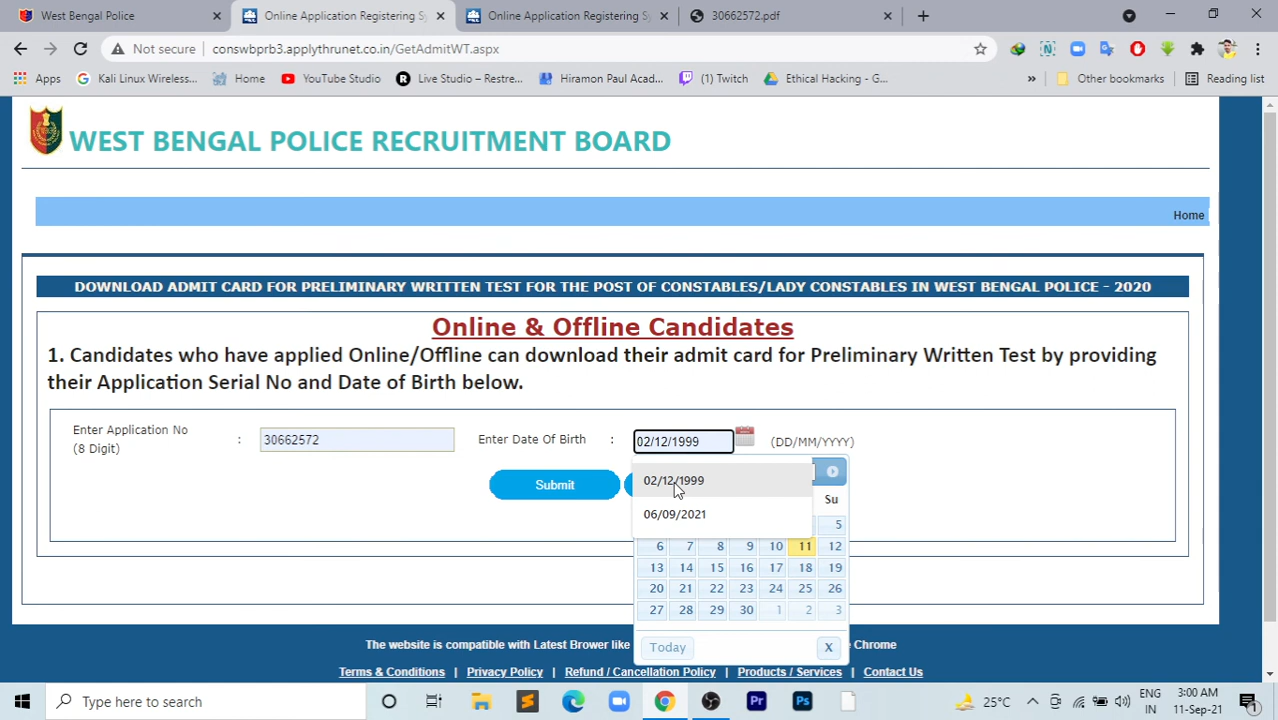 West Bengal Police
Online Application Registering Sy
Online Application Registering S
30662572.pdf
Not secure
conswbprb3.applythrunet.co.in/GetAdmitWT.aspx
Apps
Kali Linux Wireless...
Home
YouTube Studio
Live Studio – Restre...
Hiramon Paul Acad...
(1) Twitch
Ethical Hacking - G...
»
Other bookmarks
Reading list
WEST BENGAL POLICE RECRUITMENT BOARD
Home
DOWNLOAD ADMIT CARD FOR PRELIMINARY WRITTEN TEST FOR THE POST OF CONSTABLES/LADY CONSTABLES IN WEST BENGAL POLICE - 2020
Online & Offline Candidates
1. Candidates who have applied Online/Offline can download their admit card for Preliminary Written Test by providing
their Application Serial No and Date of Birth below.
Enter Application No
(8 Digit)
:
30662572
Enter Date Of Birth :
02/12/1999
(DD/MM/YYYY)
Submit
02/12/1999
06/09/2021
Su
5
6 7 8 9 10 11 12
13 14 15 16 17 18 19
20 21 22 23 24 25 26
27 28 29 30 1 2 3
Today
X
The website is compatible with Latest Brower like
e Chrome
Terms & Conditions | Privacy Policy | Refund / Cancellation Policy | Products / Services | Contact Us
Type here to search
Pr
Ps
25°C
ENG
IN
3:00 AM
11-Sep-21
1